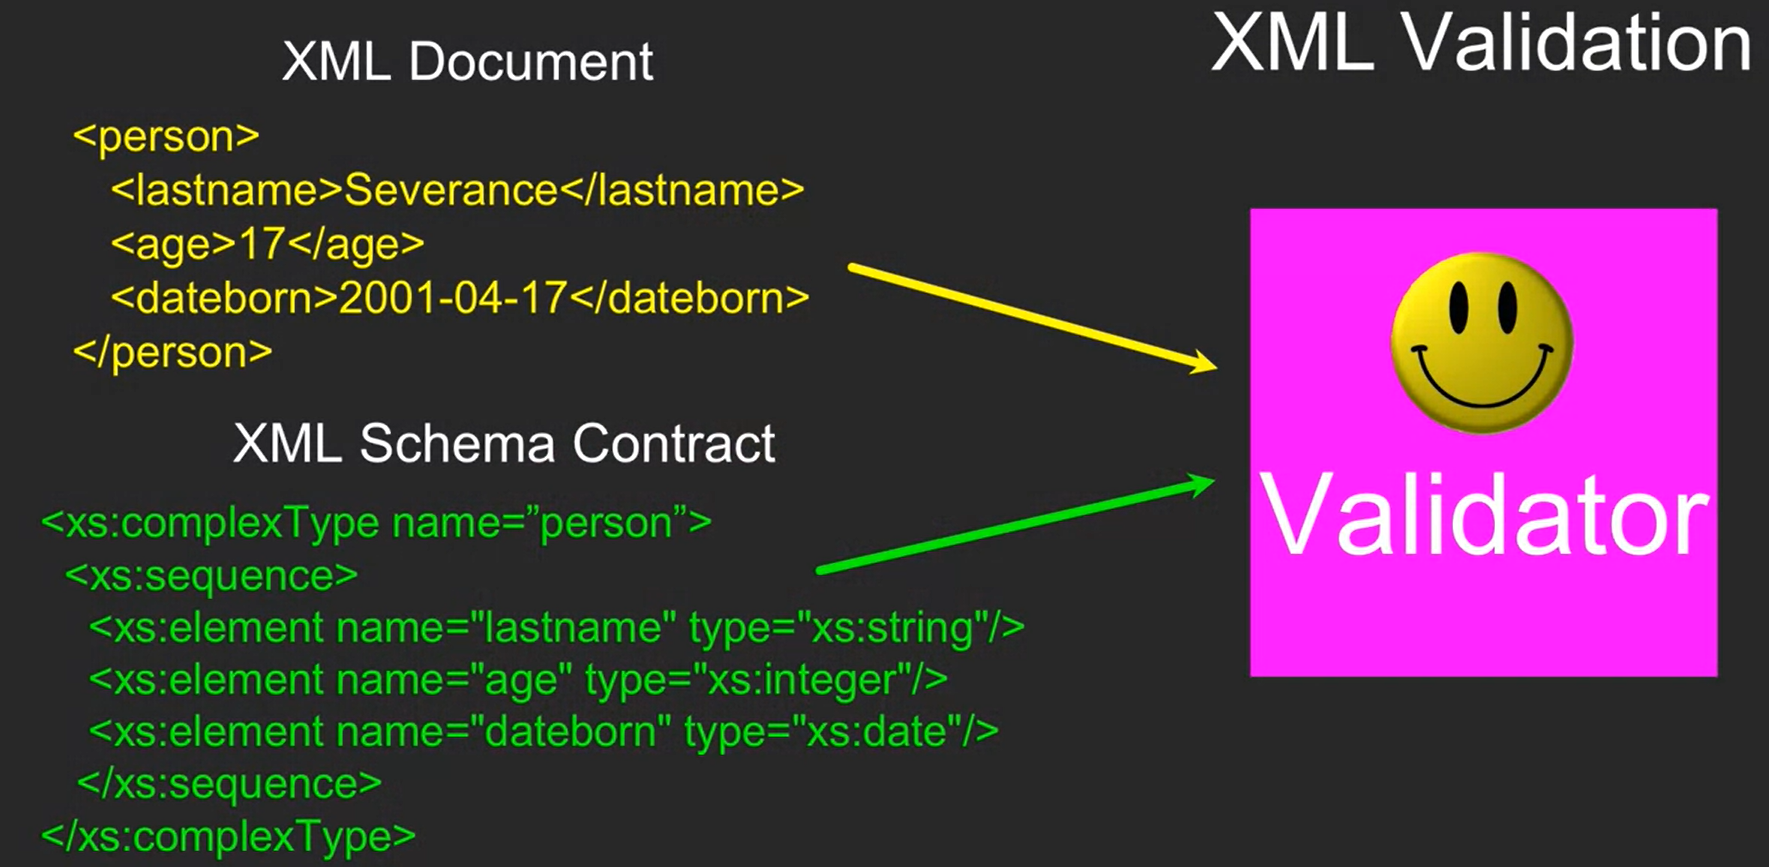 XML Validation
XML Document
<person>
<lastname>Severance</lastname>
<age>17</age>
<dateborn>2001-04-17</dateborn>
</person>
XML Schema Contract
<xs:complexType name=”person”>
<xs:sequence>
<xs:element name="lastname" type="xs:string"/>
<xs:element name="age" type="xs:integer"/>
<xs:element name="dateborn" type="xs:date"/>
</xs:sequence>
</xs:complexType>
Validator